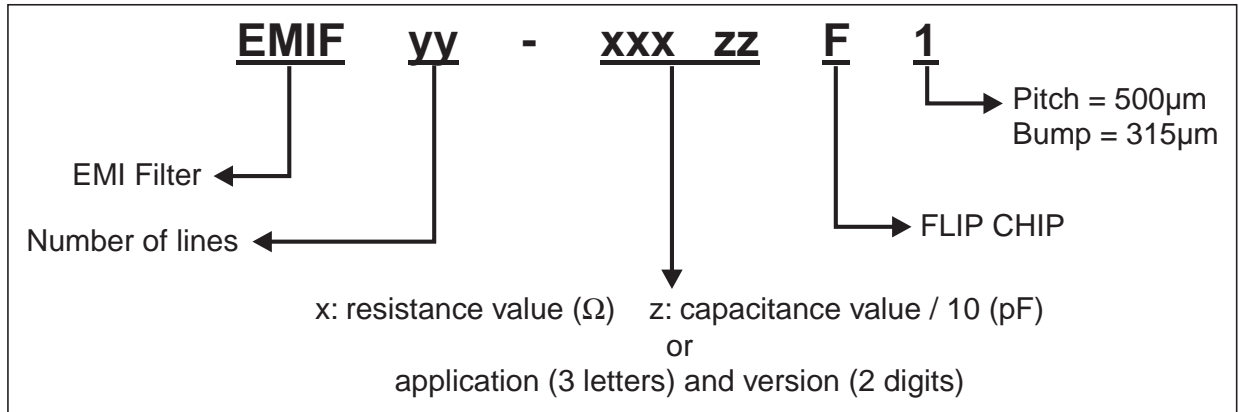 EMIF yy - xxx zz F 1
Pitch = 500µm
Bump = 315µm
EMI Filter
Number of lines
FLIP CHIP
x: resistance value (Ω) z: capacitance value / 10 (pF)
or
application (3 letters) and version (2 digits)